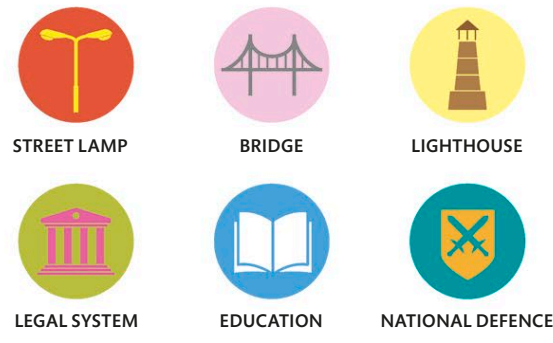 STREET LAMP
BRIDGE
LIGHTHOUSE
LEGAL SYSTEM
EDUCATION
NATIONAL DEFENCE